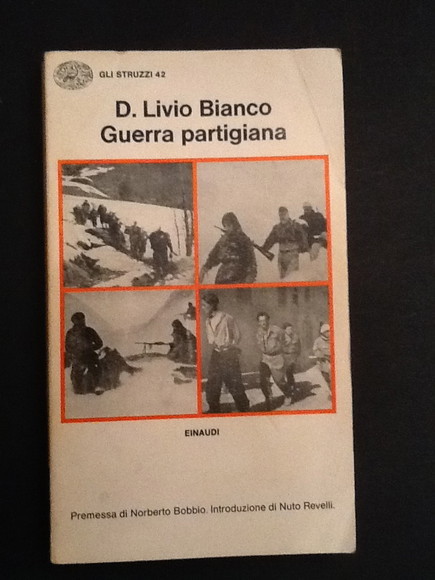 GLI STRUZZI 42
D. Livio Bianco
Guerra partigiana
EINAUDI
Premessa di Norberto Bobbio. Introduzione di Nuto Revelli.